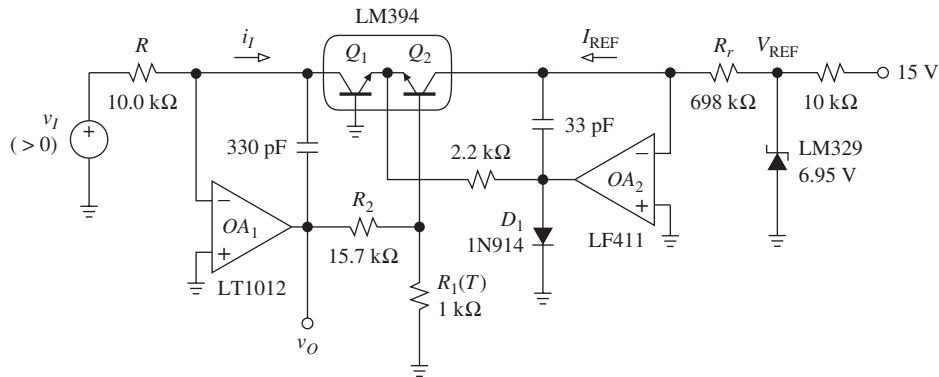 LM394
R
i_I
Q_1
Q_2
I_REF
R_r
V_REF
15 V
10.0 kΩ
698 kΩ
10 kΩ
v_I
( > 0)
+
330 pF
33 pF
2.2 kΩ
LM329
6.95 V
−
OA_1
+
LT1012
R_2
15.7 kΩ
−
OA_2
+
LF411
D_1
1N914
R_1(T)
1 kΩ
v_O